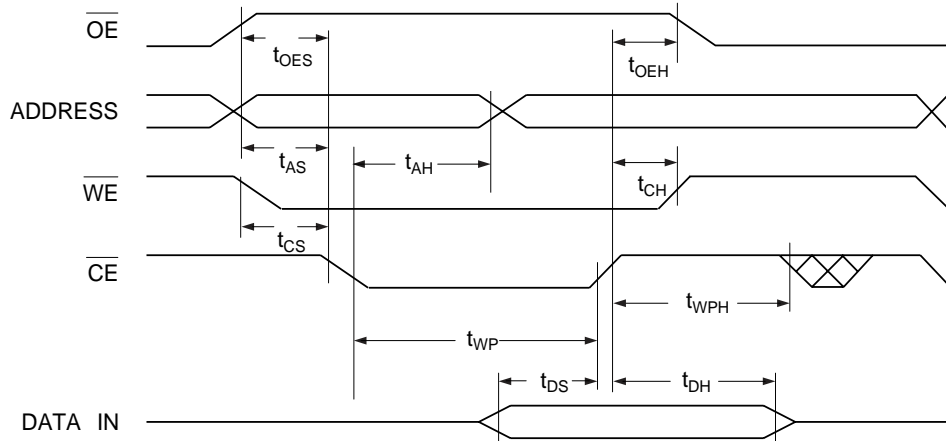 OE
tOES
tOEH
ADDRESS
tAS
tAH
tCH
WE
tCS
CE
tWPH
tWP
tDS
tDH
DATA IN